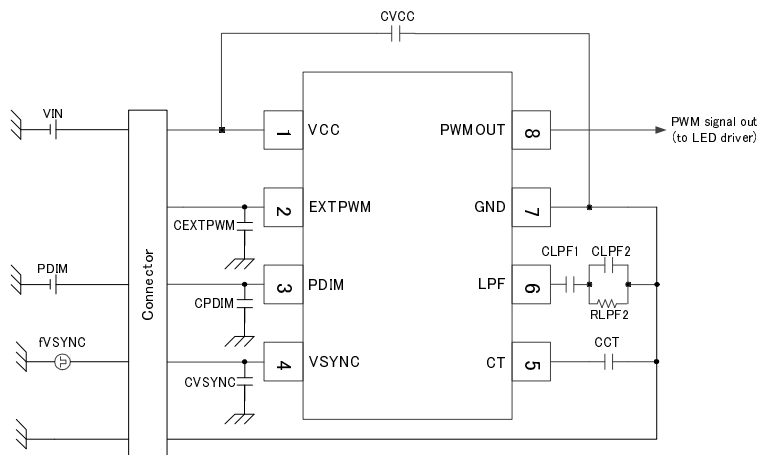 CVCC
VIN
1 VCC
PWMOUT 8
PWM signal out
(to LED driver)
2 EXTPWM
GND 7
CEXTPWM
CLPF1 CLPF2
PDIM
Connector
3 PDIM
LPF 6
CPDIM
RLPF2
fVSYNC
CCT
4 VSYNC
CT 5
CVSYNC